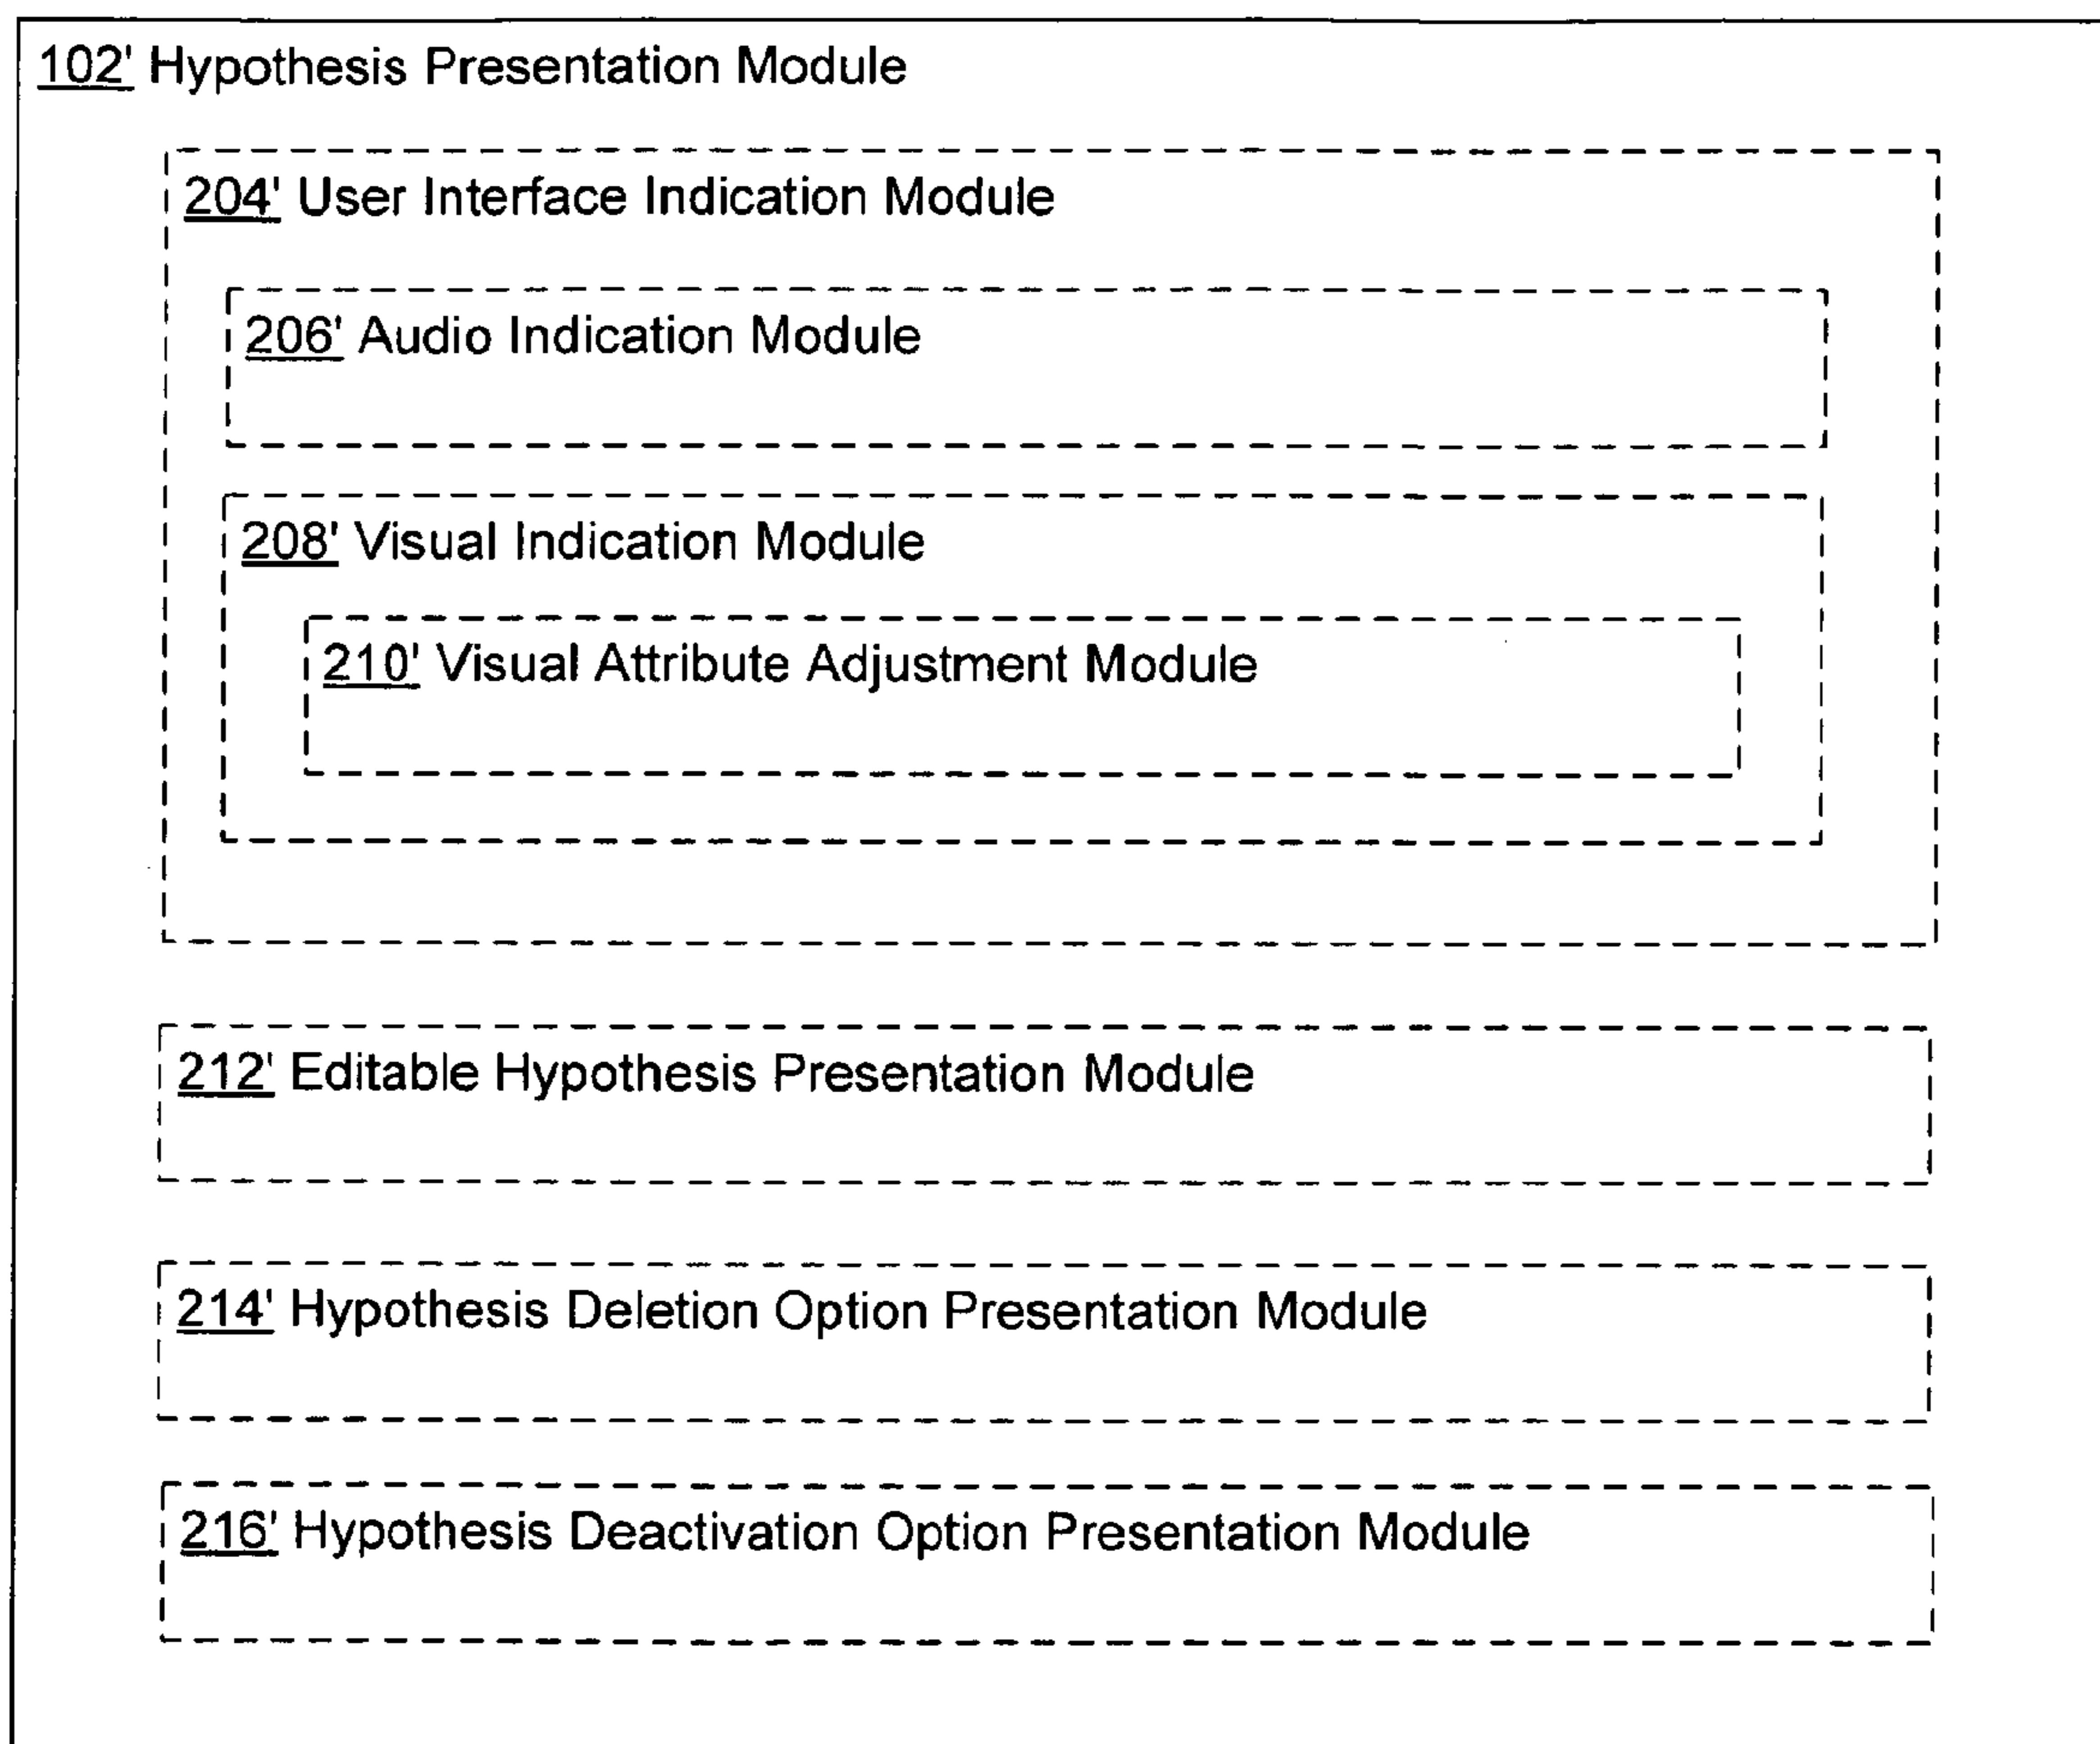 102' Hypothesis Presentation Module
204' User Interface Indication Module
206' Audio Indication Module
208' Visual Indication Module
210' Visual Attribute Adjustment Module
212' Editable Hypothesis Presentation Module
214' Hypothesis Deletion Option Presentation Module
216' Hypothesis Deactivation Option Presentation Module